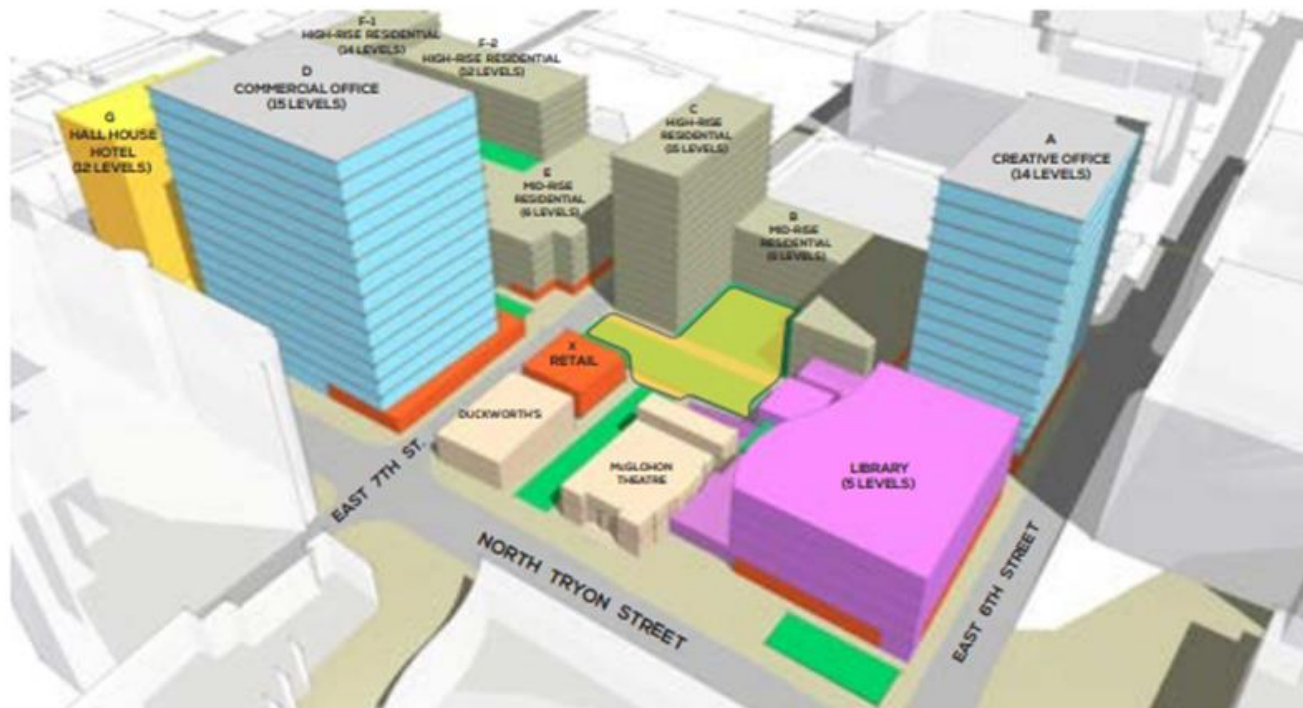 F-1
HIGH-RISE RESIDENTIAL
(14 LEVELS)
F-2
HIGH-RISE RESIDENTIAL
(12 LEVELS)
D
COMMERCIAL OFFICE
(15 LEVELS)
G
HALL HOUSE
HOTEL
(12 LEVELS)
C
HIGH-RISE
RESIDENTIAL
(15 LEVELS)
A
CREATIVE OFFICE
(14 LEVELS)
E
MID-RISE
RESIDENTIAL
(6 LEVELS)
B
MID-RISE
RESIDENTIAL
LEVELS)
X
RETAIL
DUCKWORTH'S
McGLOHON
THEATRE
LIBRARY
(5 LEVELS)
EAST 7TH ST.
NORTH TRYON STREET
EAST 6TH STREET